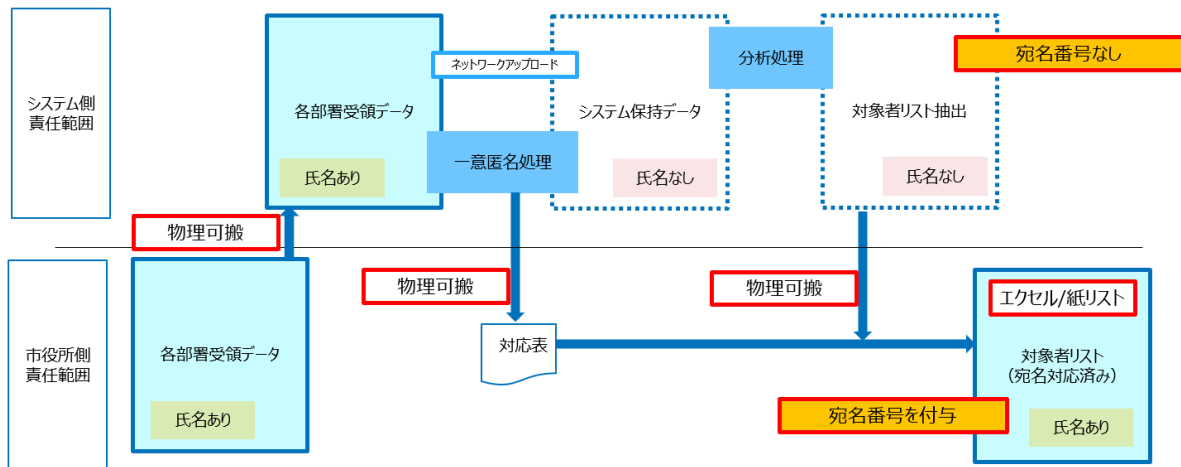 システム側
責任範囲
各部署受領データ
氏名あり
ネットワークアップロード
一意匿名処理
システム保持データ
氏名なし
分析処理
対象者リスト抽出
氏名なし
宛名番号なし
物理可搬
物理可搬
物理可搬
市役所側
責任範囲
各部署受領データ
氏名あり
対応表
エクセル/紙リスト
対象者リスト
（宛名対応済み）
宛名番号を付与
氏名あり